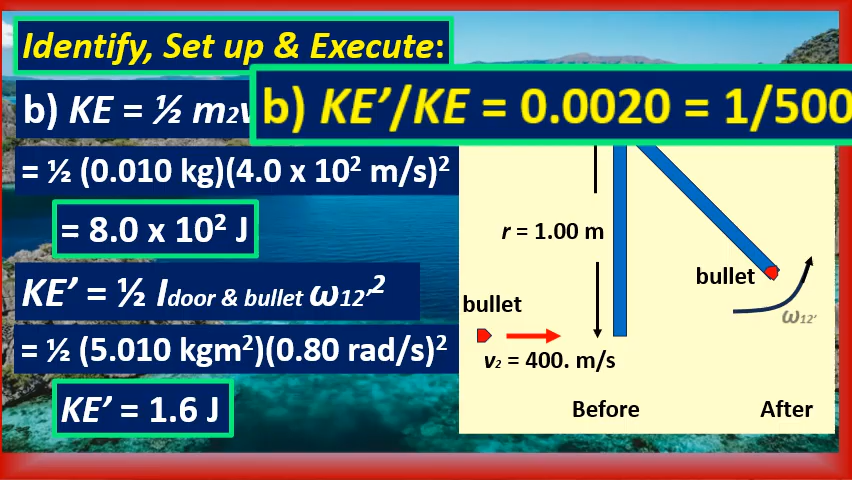 Identify, Set up & Execute:
b) KE = ½ m₂v
b) KE’/KE = 0.0020 = 1/500
= ½ (0.010 kg)(4.0 x 10² m/s)²
= 8.0 x 10² J
KE’ = ½ I door & bullet ω₁₂’²
= ½ (5.010 kgm²)(0.80 rad/s)²
KE’ = 1.6 J
r = 1.00 m
bullet
bullet
ω₁₂’
v₂ = 400. m/s
Before
After